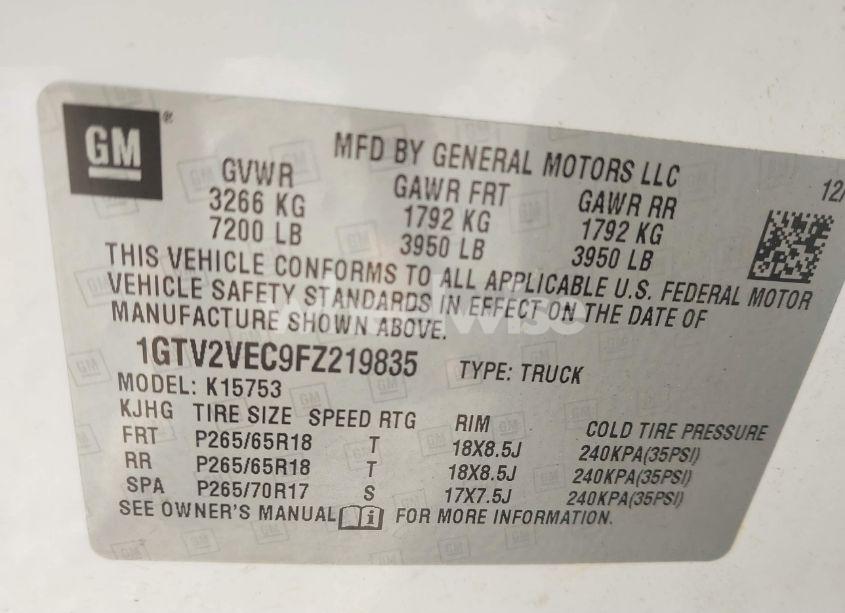 GM®
MFD BY GENERAL MOTORS LLC
12/
GVWR GAWR FRT GAWR RR
3266 KG 1792 KG 1792 KG
7200 LB 3950 LB 3950 LB
THIS VEHICLE CONFORMS TO ALL APPLICABLE U.S. FEDERAL MOTOR
VEHICLE SAFETY STANDARDS IN EFFECT ON THE DATE OF
MANUFACTURE SHOWN ABOVE.
1GTV2VEC9FZ219835 TYPE: TRUCK
MODEL: K15753
KJHG TIRE SIZE SPEED RTG RIM COLD TIRE PRESSURE
FRT P265/65R18 T 18X8.5J 240KPA(35PSI)
RR P265/65R18 T 18X8.5J 240KPA(35PSI)
SPA P265/70R17 S 17X7.5J 240KPA(35PSI)
SEE OWNER'S MANUAL i FOR MORE INFORMATION.